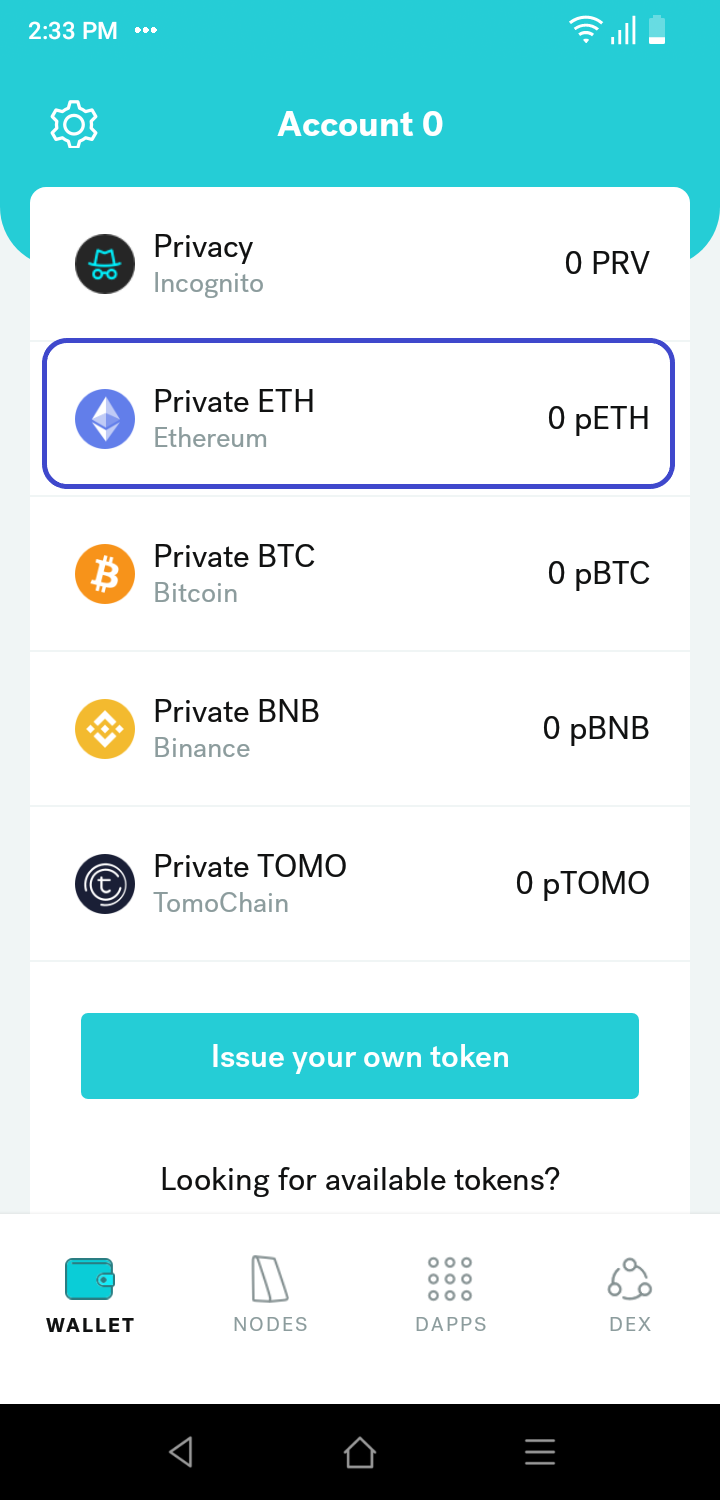 2:33 PM
Account 0
Privacy
Incognito
0 PRV
Private ETH
Ethereum
0 pETH
Private BTC
Bitcoin
0 pBTC
Private BNB
Binance
0 pBNB
Private TOMO
TomoChain
0 pTOMO
Issue your own token
Looking for available tokens?
WALLET
NODES
DAPPS
DEX